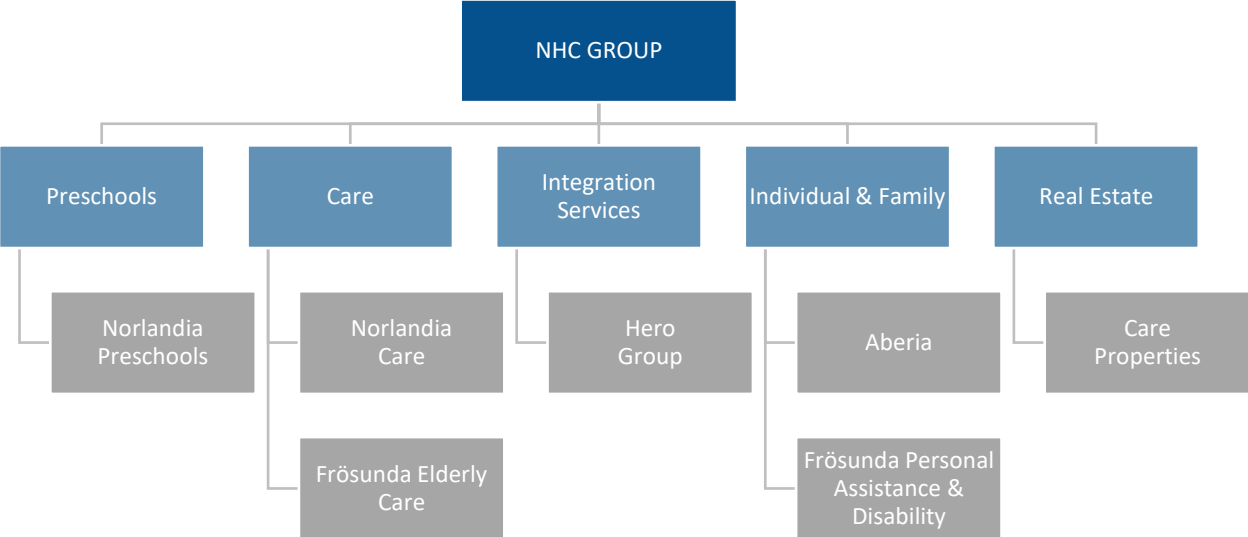 NHC GROUP
Preschools
Care
Integration
Services
Individual & Family
Real Estate
Norlandia
Preschools
Norlandia
Care
Hero
Group
Aberia
Care
Properties
Frösunda Elderly
Care
Frösunda Personal
Assistance &
Disability